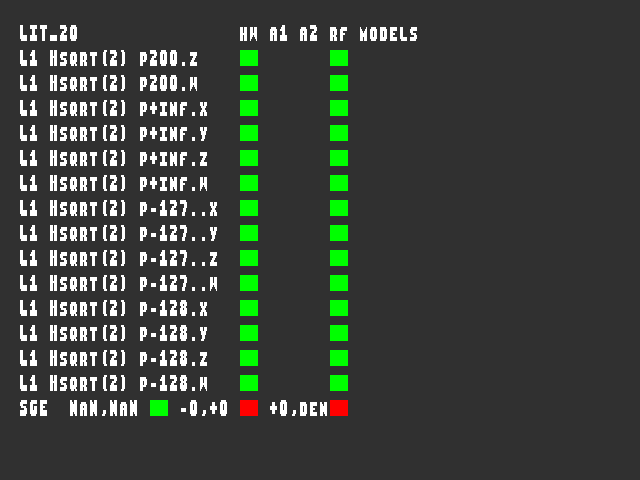 LIT_20 HW A1 A2 RF MODELS
L1 HSQRT(2) P200.Z
L1 HSQRT(2) P200.W
L1 HSQRT(2) P+INF.X
L1 HSQRT(2) P+INF.Y
L1 HSQRT(2) P+INF.Z
L1 HSQRT(2) P+INF.W
L1 HSQRT(2) P-127..X
L1 HSQRT(2) P-127..Y
L1 HSQRT(2) P-127..Z
L1 HSQRT(2) P-127..W
L1 HSQRT(2) P-128.X
L1 HSQRT(2) P-128.Y
L1 HSQRT(2) P-128.Z
L1 HSQRT(2) P-128.W
SGE NAN,NAN -0,+0 +0,DEN